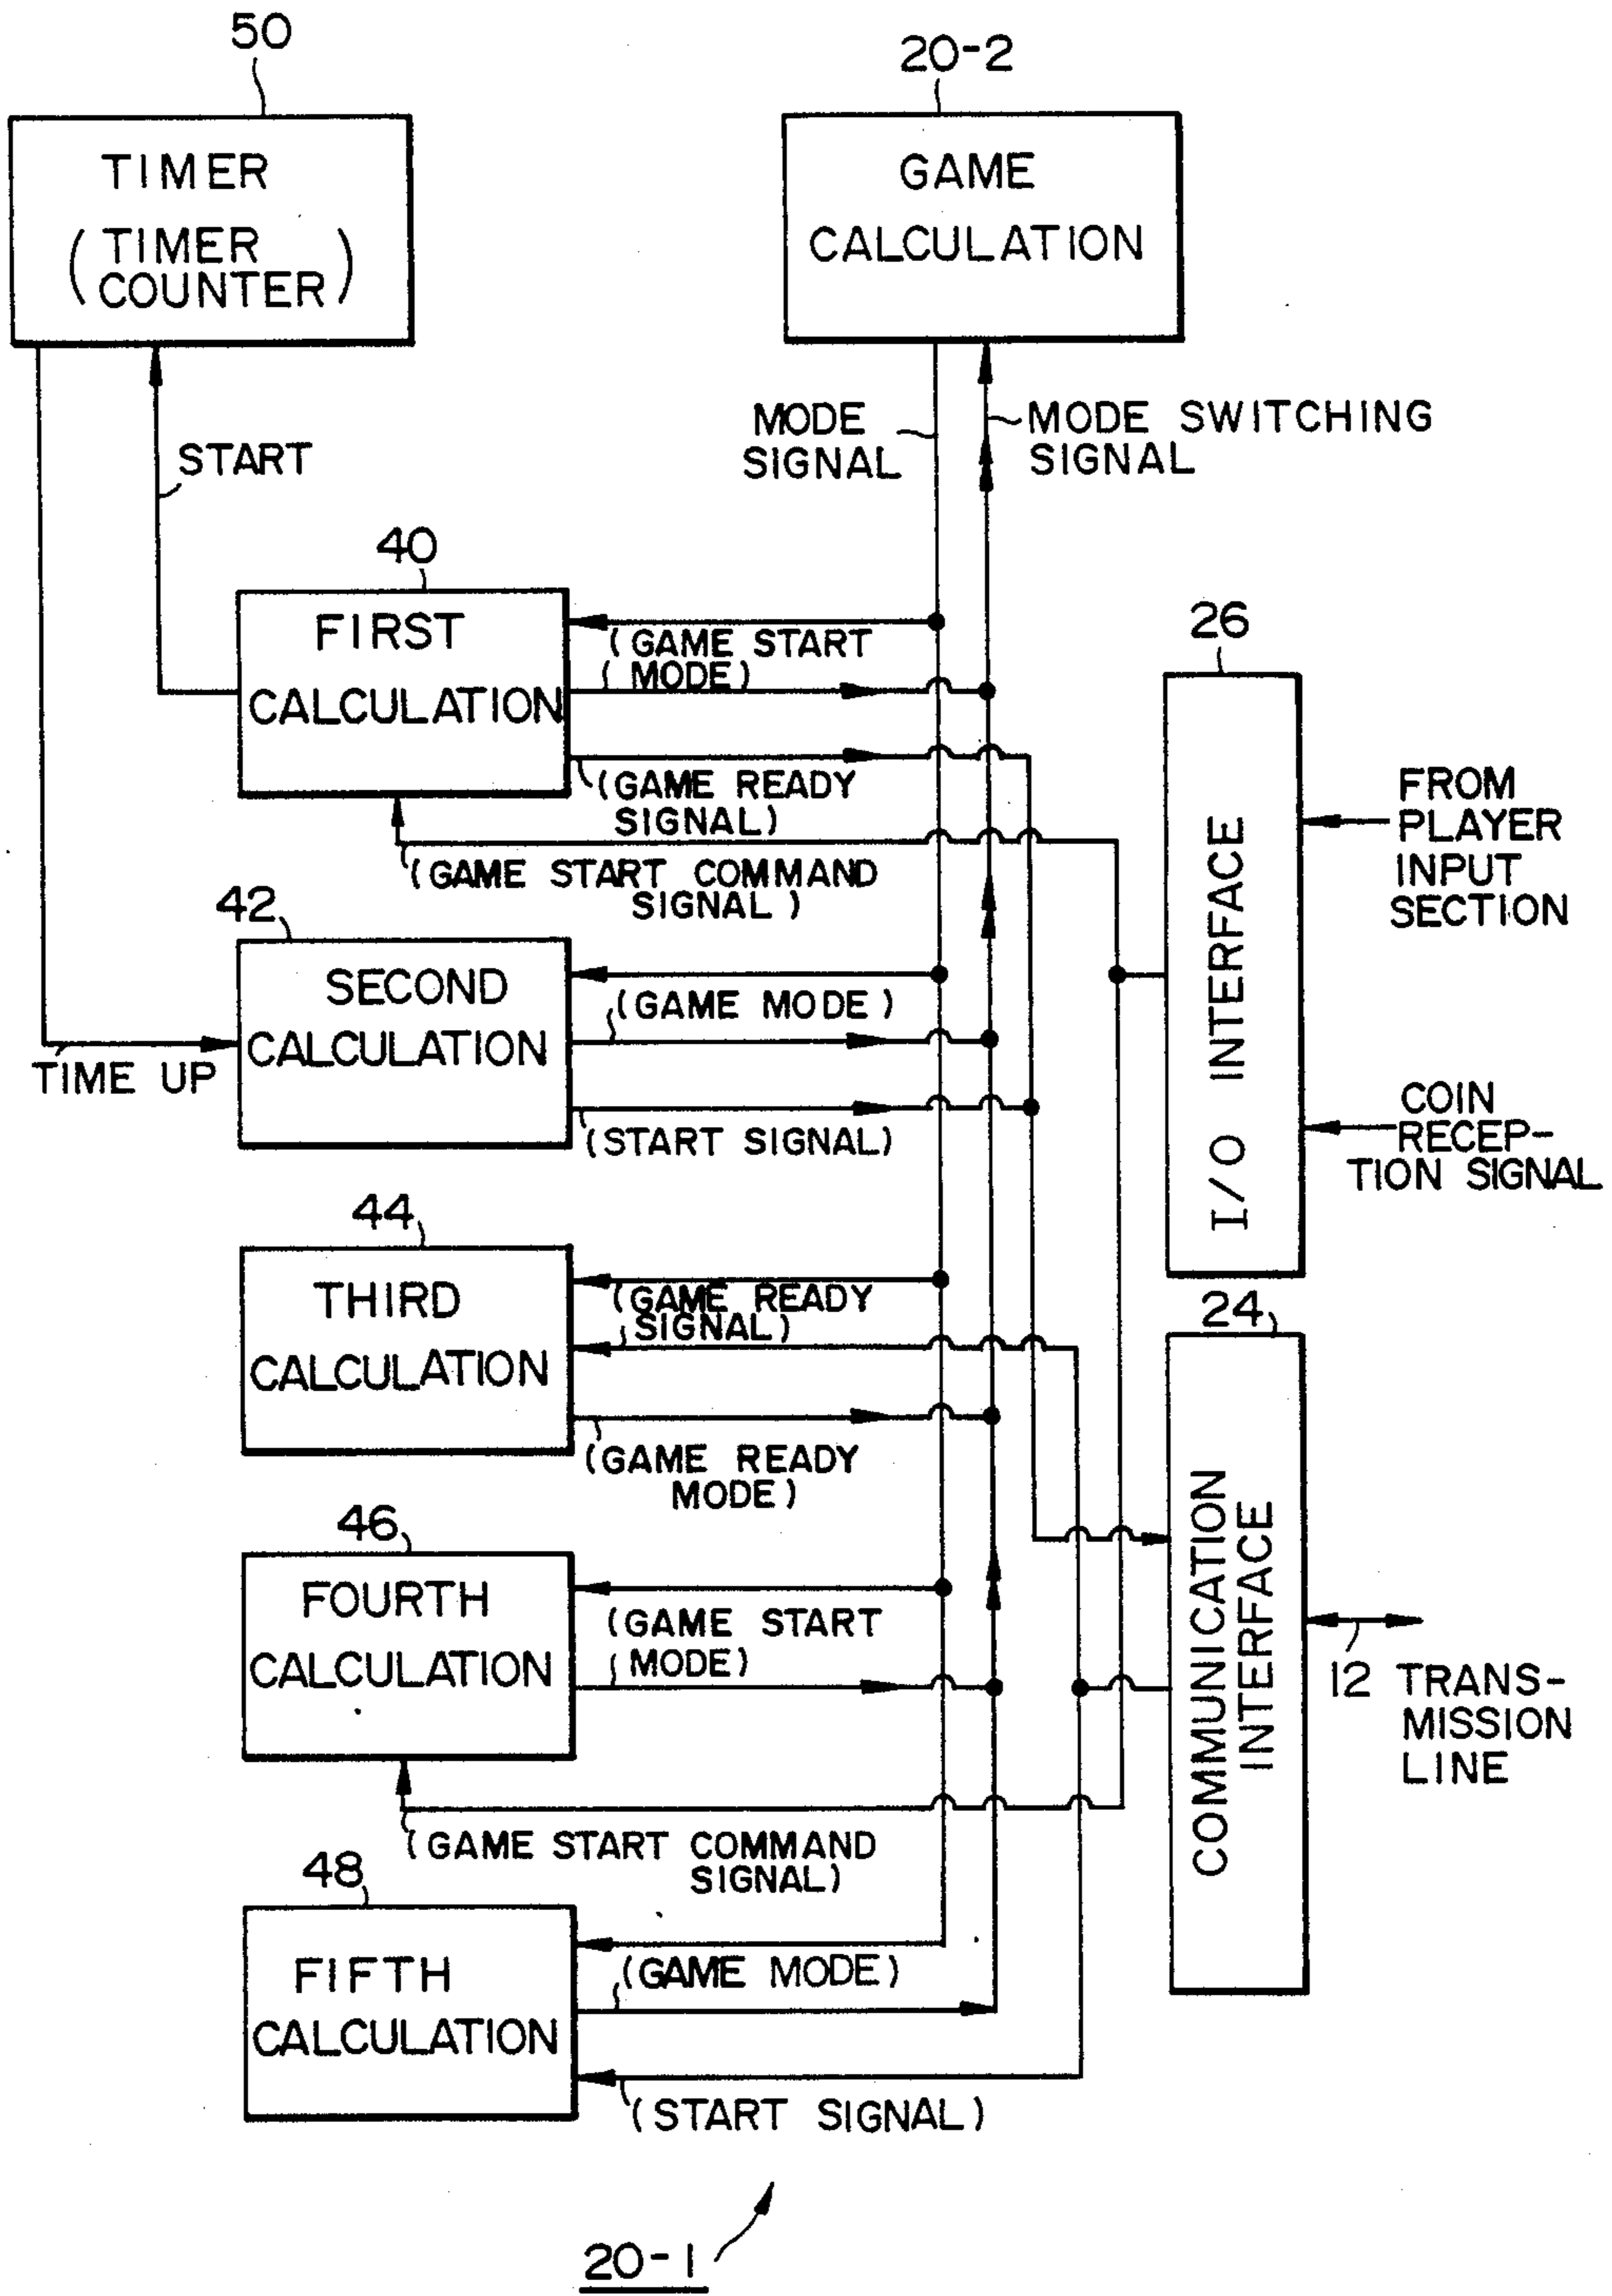 50
20-2
TIMER
(TIMER
COUNTER)
GAME
CALCULATION
MODE
SIGNAL
MODE SWITCHING
SIGNAL
START
40
FIRST
CALCULATION
(GAME START
MODE)
(GAME READY
SIGNAL)
(GAME START COMMAND
SIGNAL)
26
I/O INTERFACE
FROM
PLAYER
INPUT
SECTION
COIN
RECEP-
TION SIGNAL
42
SECOND
CALCULATION
TIME UP
(GAME MODE)
(START SIGNAL)
44
THIRD
CALCULATION
(GAME READY
SIGNAL)
(GAME READY
MODE)
24
COMMUNICATION
INTERFACE
12 TRANS-
MISSION
LINE
46
FOURTH
CALCULATION
(GAME START
MODE)
(GAME START COMMAND
SIGNAL)
48
FIFTH
CALCULATION
(GAME MODE)
(START SIGNAL)
20-1